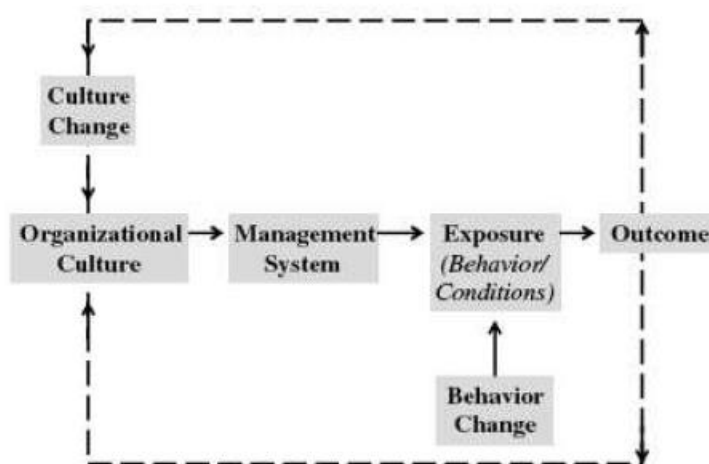 Culture
Change
Organizational
Culture
Management
System
Exposure
(Behavior/
Conditions)
Outcome
Behavior
Change